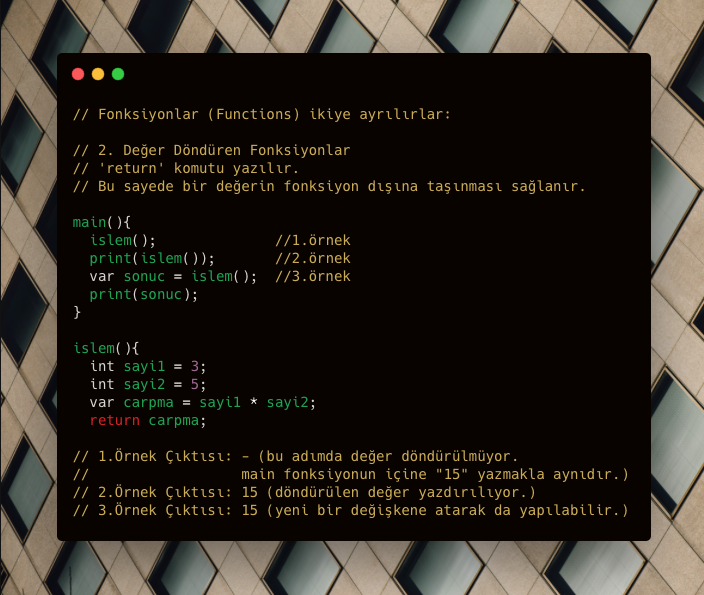 // Fonksiyonlar (Functions) ikiye ayrılırlar:
// 2. Değer Döndüren Fonksiyonlar
// 'return' komutu yazılır.
// Bu sayede bir değerin fonksiyon dışına taşınması sağlanır.
main(){
  islem();              //1.örnek
  print(islem());       //2.örnek
  var sonuc = islem();  //3.örnek
  print(sonuc);
}
islem(){
  int sayi1 = 3;
  int sayi2 = 5;
  var carpma = sayi1 * sayi2;
  return carpma;
// 1.Örnek Çıktısı: – (bu adımda değer döndürülmüyor.
//                  main fonksiyonun içine "15" yazmakla aynıdır.)
// 2.Örnek Çıktısı: 15 (döndürülen değer yazdırılıyor.)
// 3.Örnek Çıktısı: 15 (yeni bir değişkene atarak da yapılabilir.)